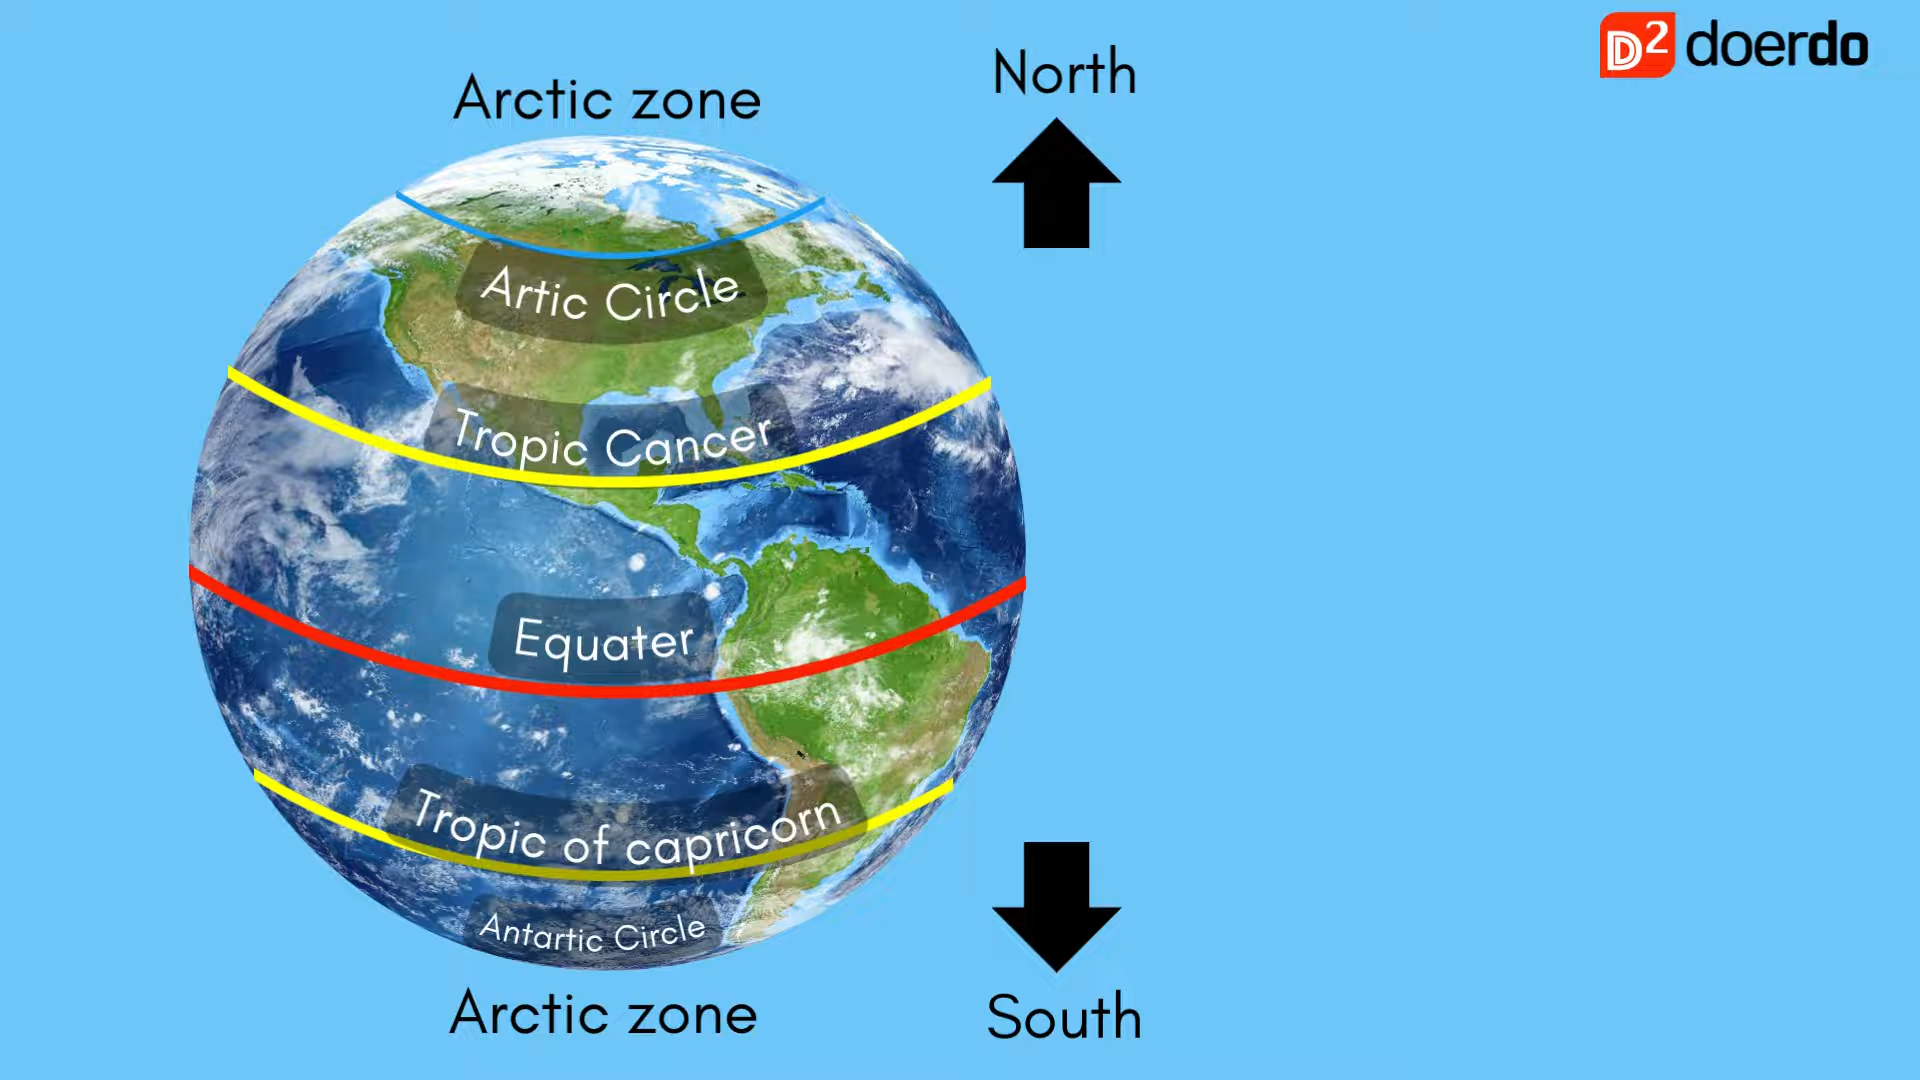 D2 doerdo
North
Arctic zone
Artic Circle
Tropic Cancer
Equater
Tropic of capricorn
Antartic Circle
Arctic zone
South